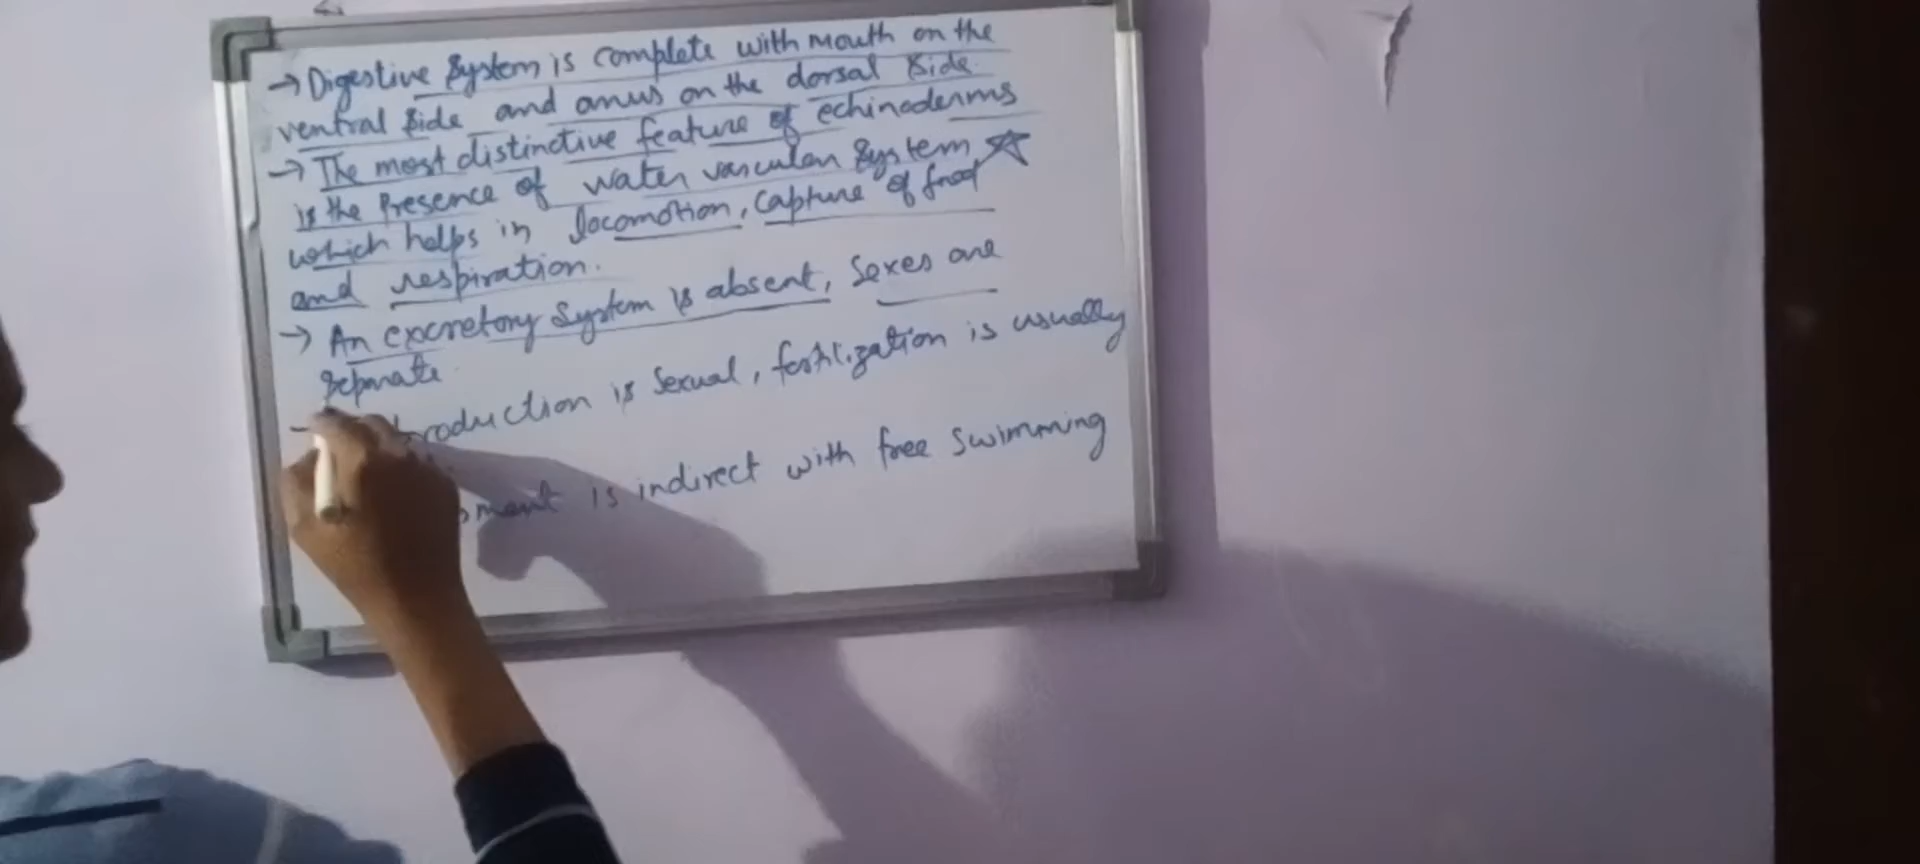 → Digestive System is complete with mouth on the
ventral side and anus on the dorsal side.
→ The most distinctive feature of echinoderms
is the Presence of water vascular System ☆
which helps in locomotion, capture of food
and respiration.
→ An excretory System is absent, Sexes are
separate.
production is Sexual, fertilization is usually
pment is indirect with free swimming